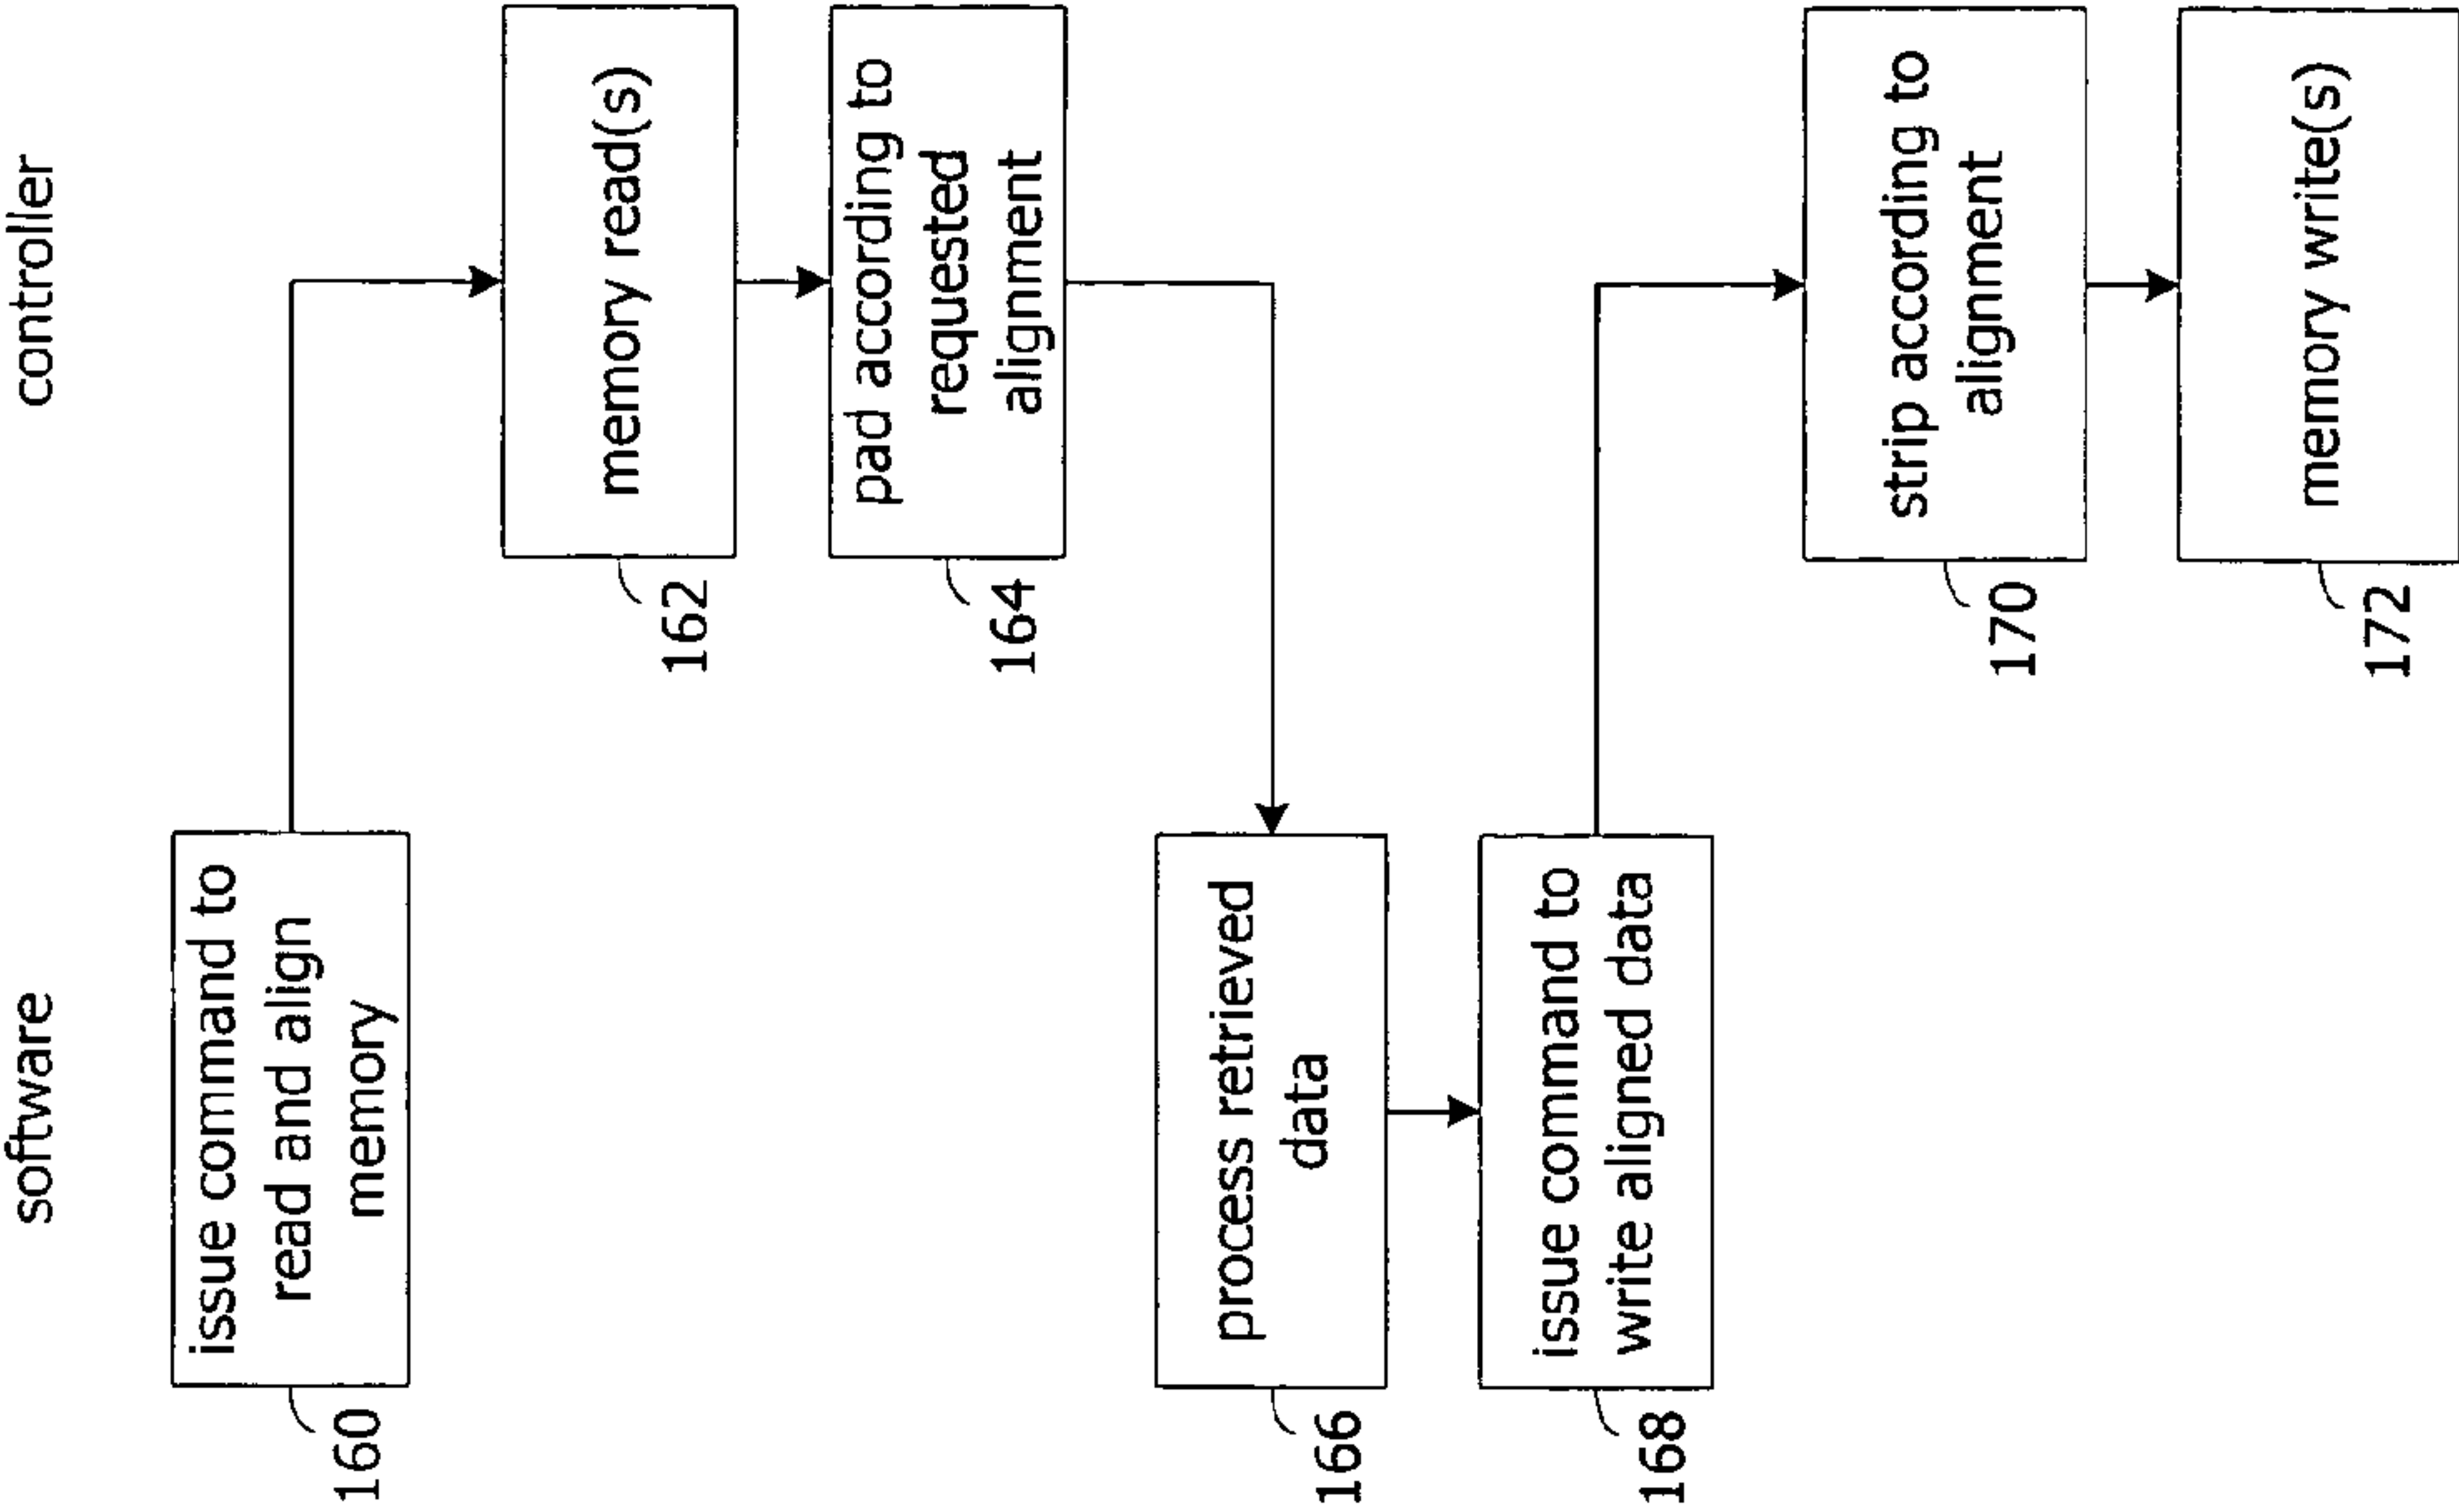 software
controller
issue command to
read and align
memory
160
memory read(s)
162
pad according to
requested
alignment
164
process retrieved
data
166
issue command to
write aligned data
168
strip according to
alignment
170
memory write(s)
172